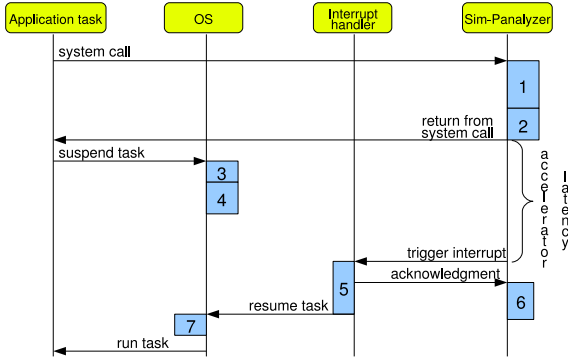 Application task
OS
Interrupt
handler
Sim-Panalyzer
system call
1
2
return from
system call
suspend task
3
4
accelerator
latency
trigger interrupt
acknowledgment
5
6
resume task
7
run task